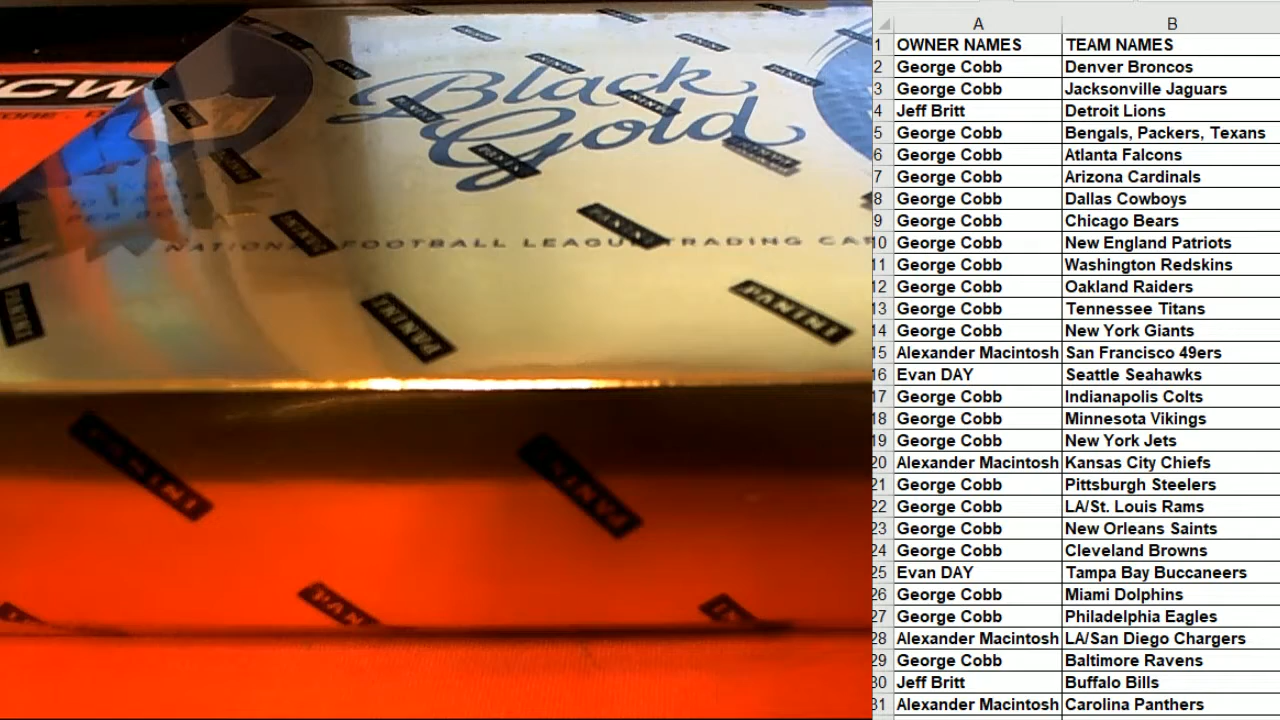 CW
Black
Gold
NATIONAL FOOTBALL LEAGUE TRADING CA
PANINI
PANINI
PANINI
PANINI
PANINI
A B
1 OWNER NAMES TEAM NAMES
2 George Cobb Denver Broncos
3 George Cobb Jacksonville Jaguars
4 Jeff Britt Detroit Lions
5 George Cobb Bengals, Packers, Texans
6 George Cobb Atlanta Falcons
7 George Cobb Arizona Cardinals
8 George Cobb Dallas Cowboys
9 George Cobb Chicago Bears
10 George Cobb New England Patriots
11 George Cobb Washington Redskins
12 George Cobb Oakland Raiders
13 George Cobb Tennessee Titans
14 George Cobb New York Giants
15 Alexander Macintosh San Francisco 49ers
16 Evan DAY Seattle Seahawks
17 George Cobb Indianapolis Colts
18 George Cobb Minnesota Vikings
19 George Cobb New York Jets
20 Alexander Macintosh Kansas City Chiefs
21 George Cobb Pittsburgh Steelers
22 George Cobb LA/St. Louis Rams
23 George Cobb New Orleans Saints
24 George Cobb Cleveland Browns
25 Evan DAY Tampa Bay Buccaneers
26 George Cobb Miami Dolphins
27 George Cobb Philadelphia Eagles
28 Alexander Macintosh LA/San Diego Chargers
29 George Cobb Baltimore Ravens
30 Jeff Britt Buffalo Bills
31 Alexander Macintosh Carolina Panthers